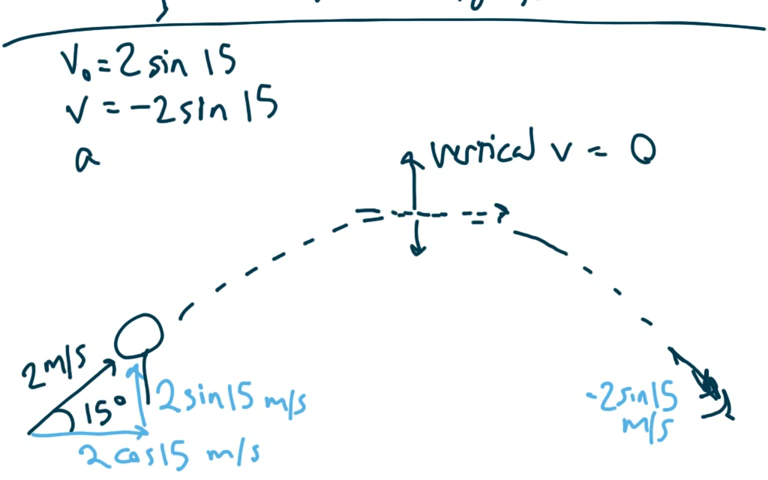 V₀ = 2 sin 15
v = -2 sin 15
a
vertical v = 0
2 m/s
15°
2 sin 15 m/s
2 cos 15 m/s
-2 sin 15
m/s